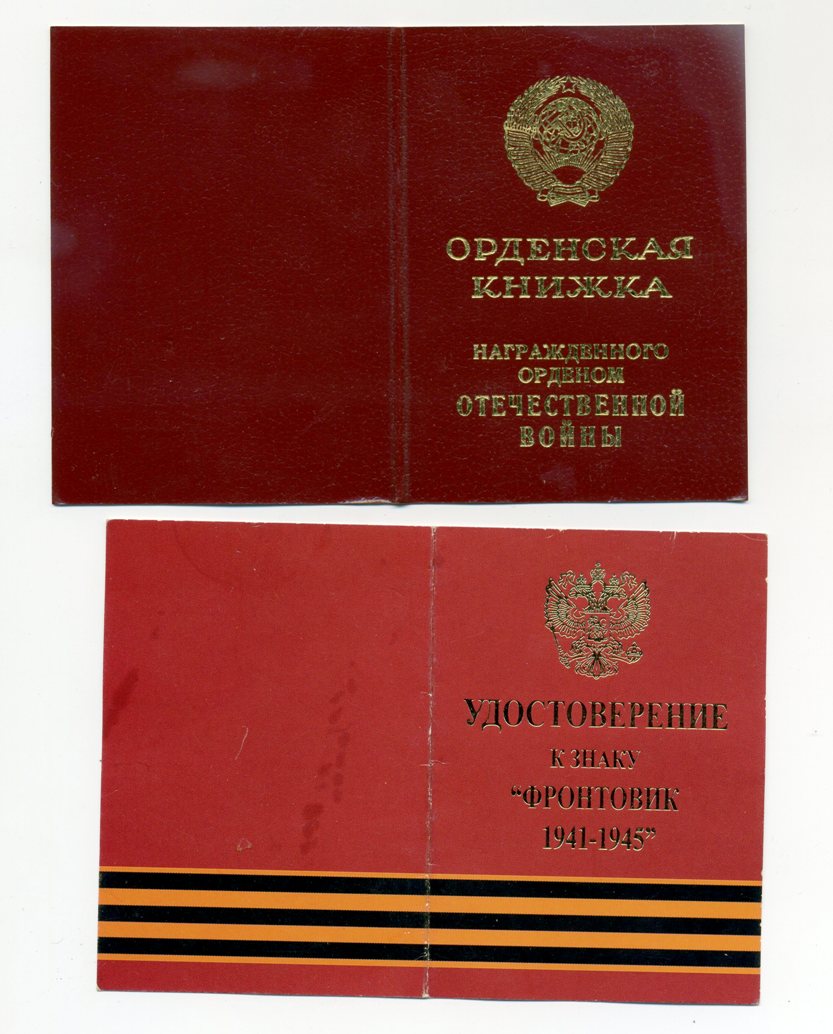 ОРДЕНСКАЯ
КНИЖКА
НАГРАЖДЕННОГО
ОРДЕНОМ
ОТЕЧЕСТВЕННОЙ
ВОЙНЫ
УДОСТОВЕРЕНИЕ
К ЗНАКУ
“ФРОНТОВИК
1941-1945”